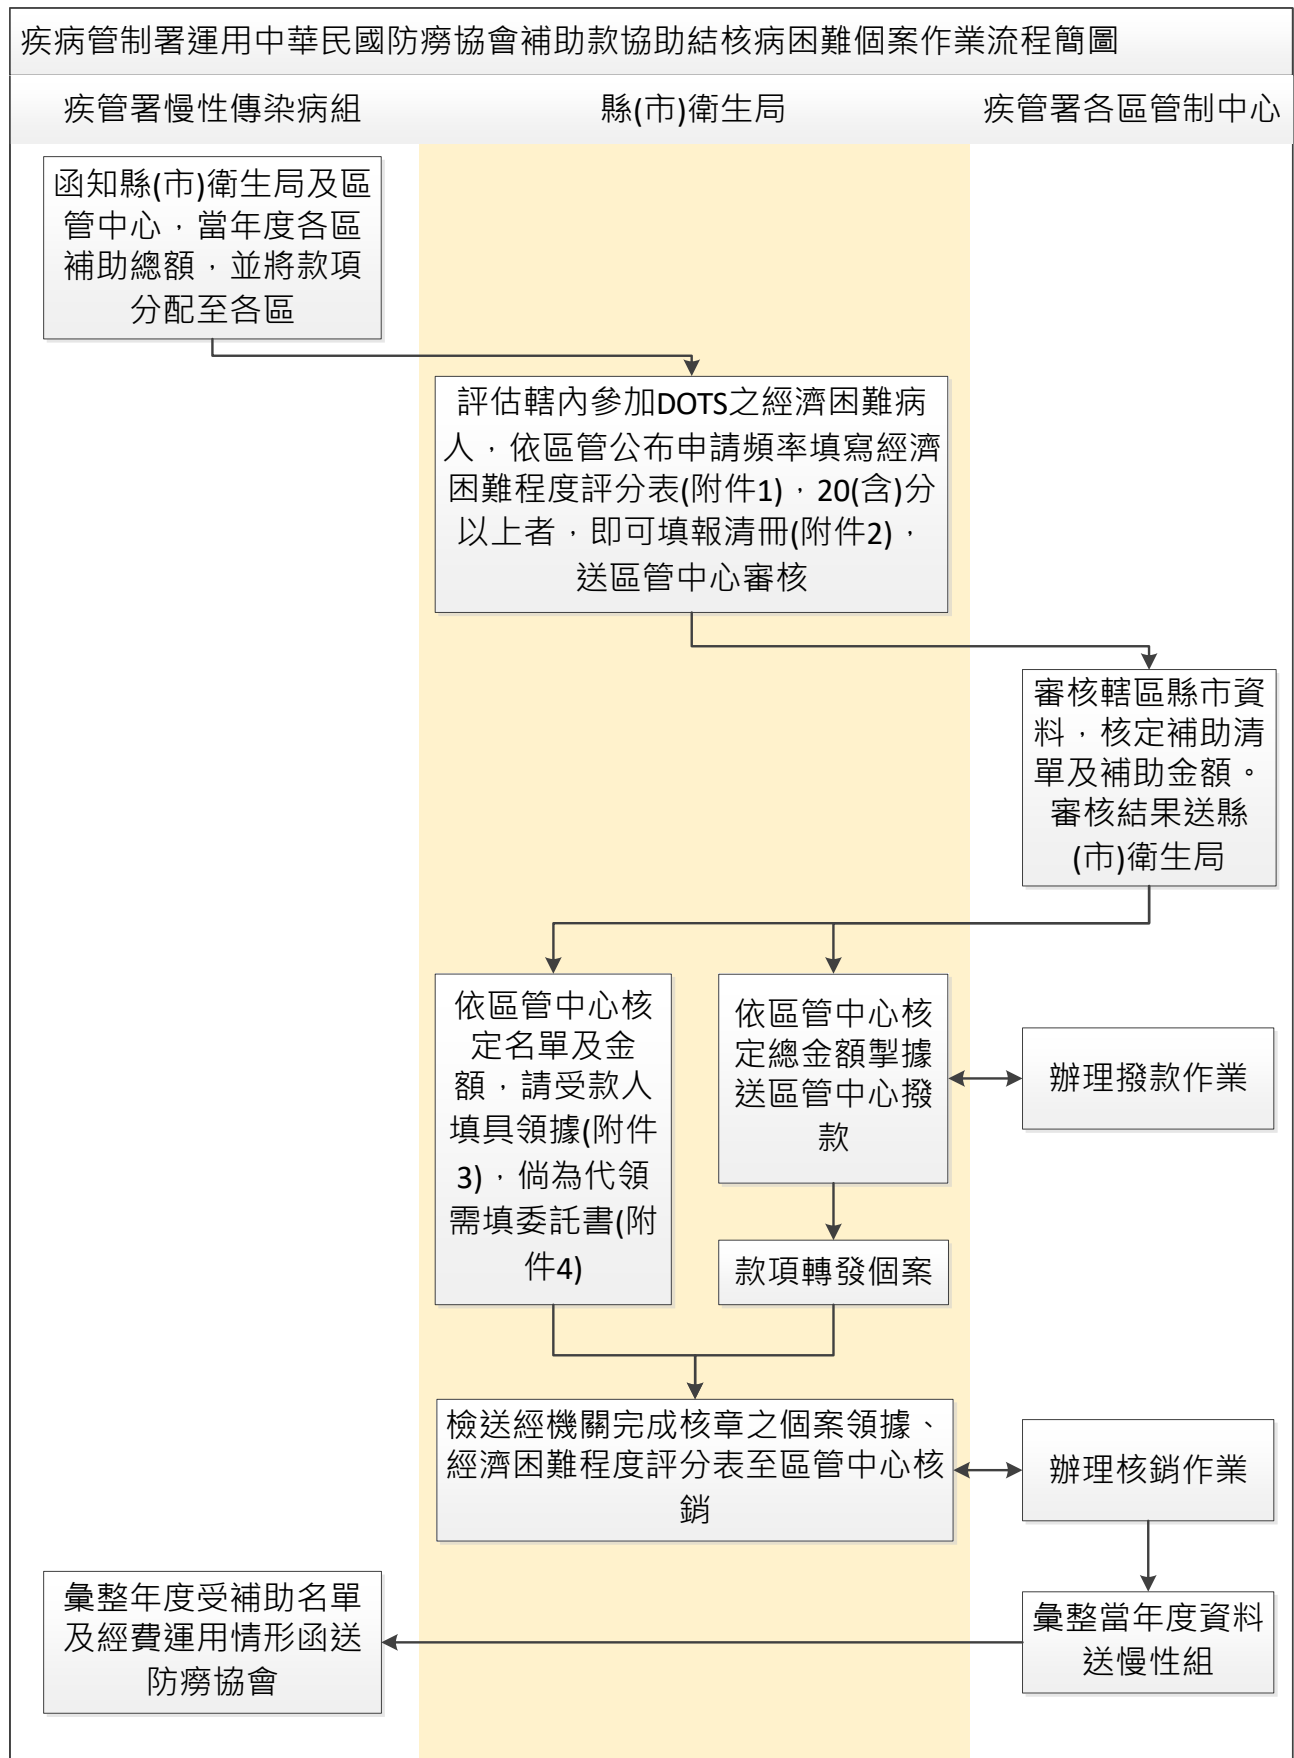 疾病管制署運用中華民國防癆協會補助款協助結核病困難個案作業流程簡圖
疾管署慢性傳染病組
縣(市)衛生局
疾管署各區管制中心
函知縣(市)衛生局及區
管中心，當年度各區
補助總額，並將款項
分配至各區
評估轄內參加DOTS之經濟困難病
人，依區管公布申請頻率填寫經濟
困難程度評分表(附件1)，20(含)分
以上者，即可填報清冊(附件2)，
送區管中心審核
審核轄區縣市資
料，核定補助清
單及補助金額。
審核結果送縣
(市)衛生局
依區管中心核
定名單及金
額，請受款人
填具領據(附件
3)，倘為代領
需填委託書(附
件4)
依區管中心核
定總金額掣據
送區管中心撥
款
辦理撥款作業
款項轉發個案
檢送經機關完成核章之個案領據、
經濟困難程度評分表至區管中心核
銷
辦理核銷作業
彙整當年度資料
送慢性組
彙整年度受補助名單
及經費運用情形函送
防癆協會